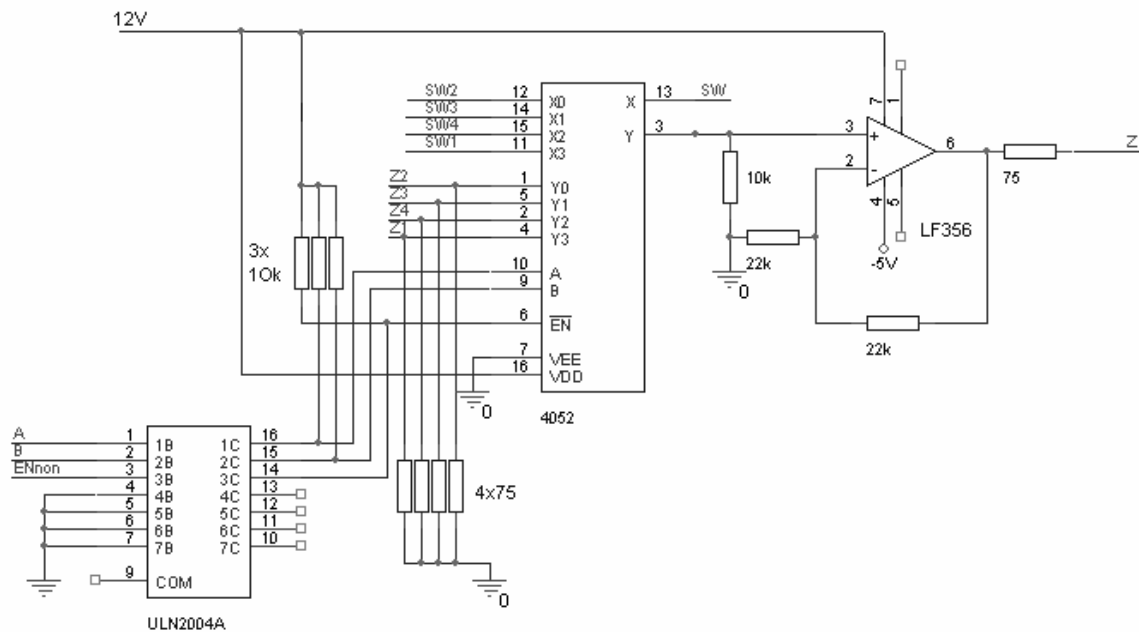 12V
SW2 12 X0 X 13 SW
SW3 14 X1
SW4 15 X2 Y 3
SW1 11 X3
Z2 1 Y0
Z3 5 Y1
Z4 2 Y2
Z1 4 Y3
10 A
9 B
6 EN
7 VEE
16 VDD
0
4052
3x
10k
10k
22k
0
3 +
2 -
7 1
6
4 5
LF356
-5V
75
Z
22k
A 1 1B 1C 16
B 2 2B 2C 15
ENnon 3 3B 3C 14
4 4B 4C 13
5 5B 5C 12
6 6B 6C 11
7 7B 7C 10
9 COM
ULN2004A
4x75
0